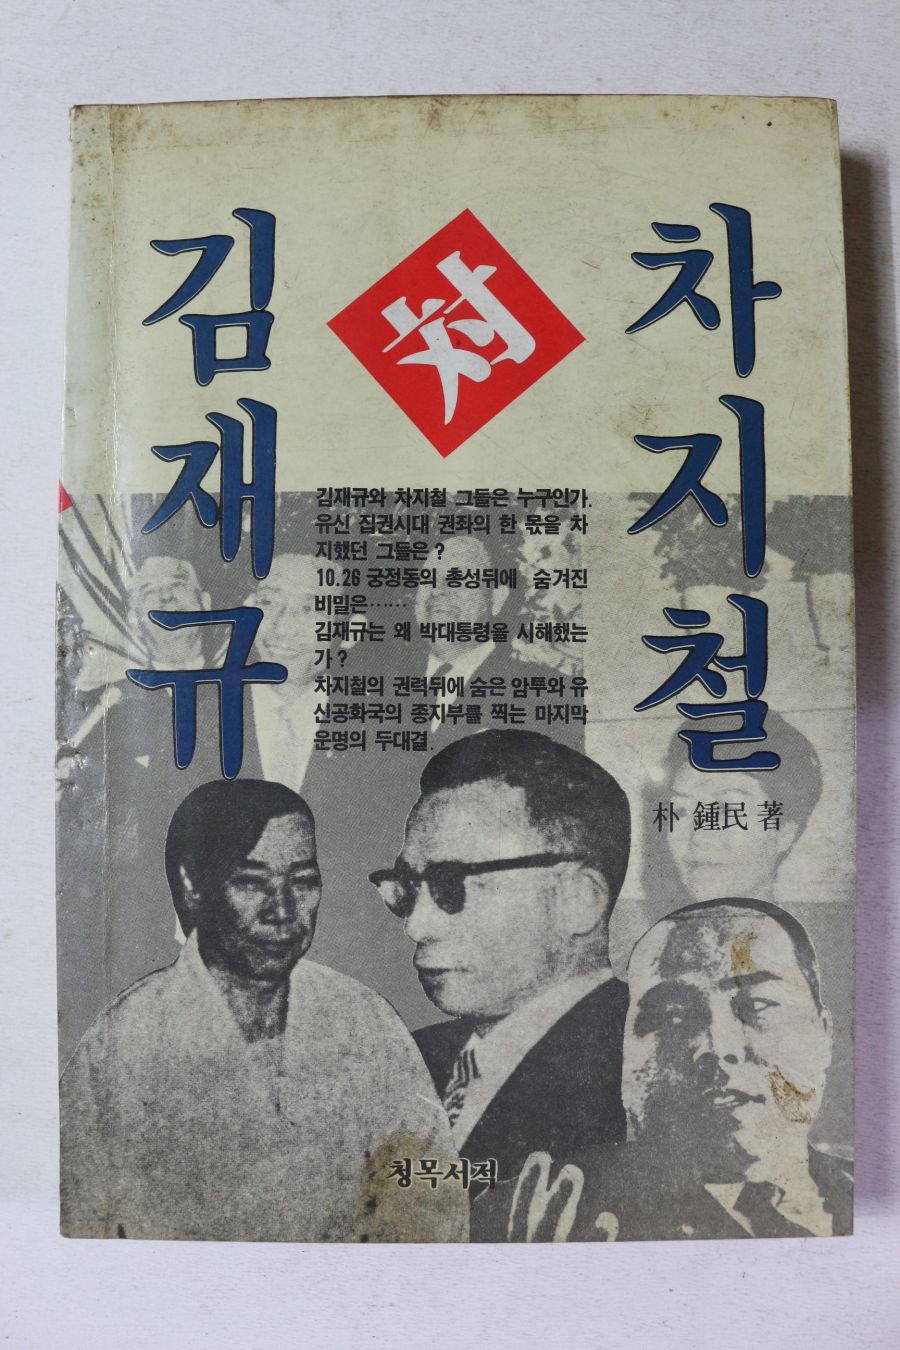 김재규
対
차지철
김재규와 차지철 그들은 누구인가.
유신 집권시대 권좌의 한 몫을 차
지했던 그들은?
10.26 궁정동의 총성뒤에 숨겨진
비밀은……
김재규는 왜 박대통령을 시해했는
가?
차지철의 권력뒤에 숨은 암투와 유
신공화국의 종지부를 찍는 마지막
운명의 두대결.
朴 鍾民 著
청목서적